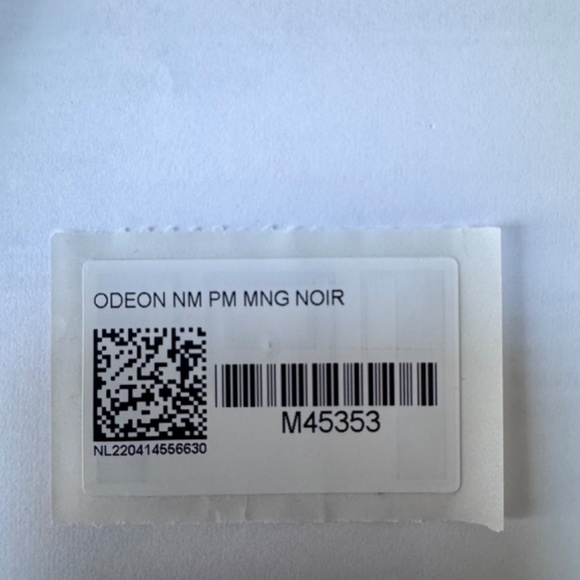 ODEON NM PM MNG NOIR
M45353
NL220414556630